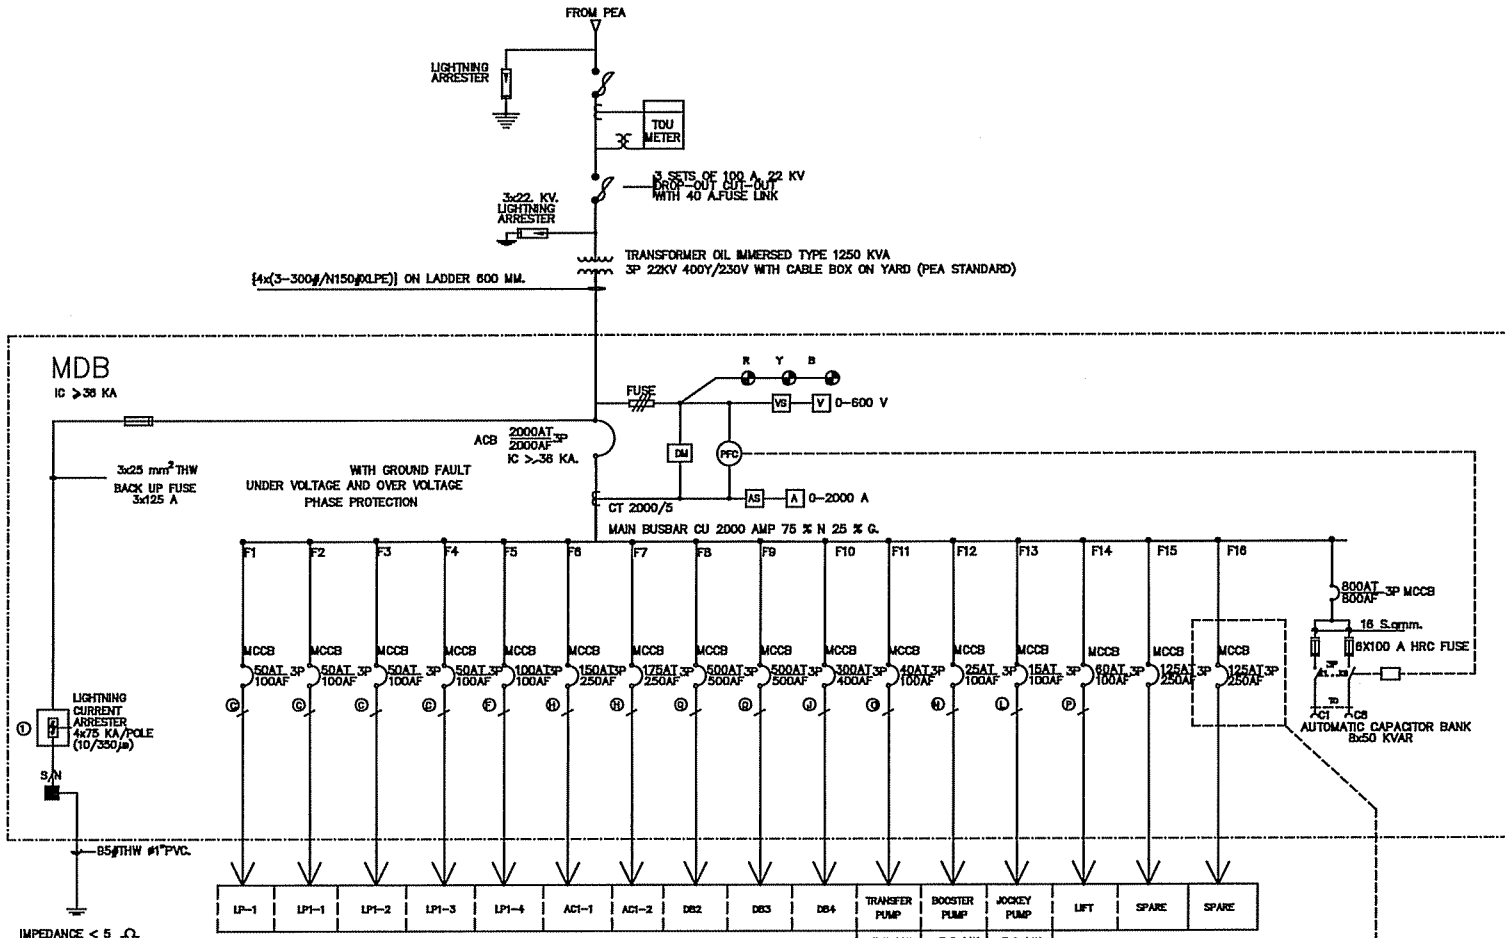 FROM PEA
LIGHTNING
ARRESTER
TOU
METER
3 SETS OF 100 A, 22 KV
DROP-OUT CUT-OUT
WITH 40 A.FUSE LINK
3x22. KV.
LIGHTNING
ARRESTER
TRANSFORMER OIL IMMERSED TYPE 1250 KVA
3P 22KV 400Y/230V WITH CABLE BOX ON YARD (PEA STANDARD)
ON LADDER 600 MM.
MDB
IC >36 KA
R Y B
FUSE
VS V 0-600 V
ACB 2000AT 3P
2000AF
IC >36 KA.
DM PFC
3x25 mm² THW
BACK UP FUSE
3x125 A
WITH GROUND FAULT
UNDER VOLTAGE AND OVER VOLTAGE
PHASE PROTECTION
AS A 0-2000 A
CT 2000/5
MAIN BUSBAR CU 2000 AMP 75 % N 25 % G.
F1 F2 F3 F4 F5 F6 F7 F8 F9 F10 F11 F12 F13 F14 F15 F16
800AT 3P MCCB
800AF
16 S.qmm.
6X100 A HRC FUSE
MCCB MCCB MCCB MCCB MCCB MCCB MCCB MCCB MCCB MCCB MCCB MCCB MCCB MCCB MCCB MCCB
50AT 3P 50AT 3P 50AT 3P 50AT 3P 100AT 3P 150AT 3P 175AT 3P 500AT 3P 500AT 3P 300AT 3P 40AT 3P 25AT 3P 15AT 3P 60AT 3P 125AT 3P 125AT 3P
100AF 100AF 100AF 100AF 100AF 250AF 250AF 500AF 500AF 400AF 100AF 100AF 100AF 100AF 250AF 250AF
F H H J L P
TO
C1 C8
AUTOMATIC CAPACITOR BANK
8x50 KVAR
1
LIGHTNING
CURRENT
ARRESTER
4x75 KA/POLE
(10/350µs)
S/N
THW ø1"PVC.
LP-1 LP1-1 LP1-2 LP1-3 LP1-4 AC1-1 AC1-2 DB2 DB3 DB4 TRANSFER PUMP BOOSTER PUMP JOCKEY PUMP LIFT SPARE SPARE
IMPEDANCE < 5 Ω